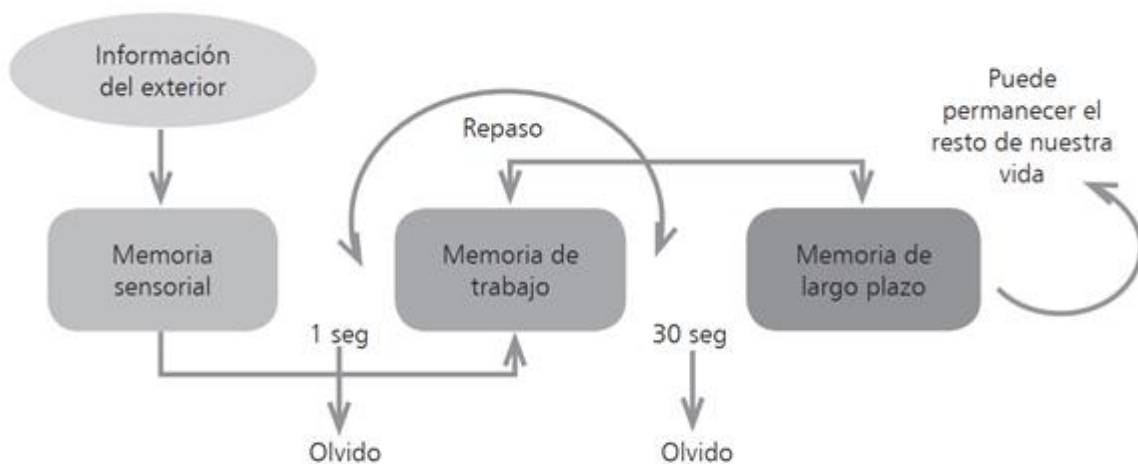 Información
del exterior
Repaso
Puede
permanecer el
resto de nuestra
vida
Memoria
sensorial
Memoria de
trabajo
Memoria de
largo plazo
1 seg
30 seg
Olvido
Olvido